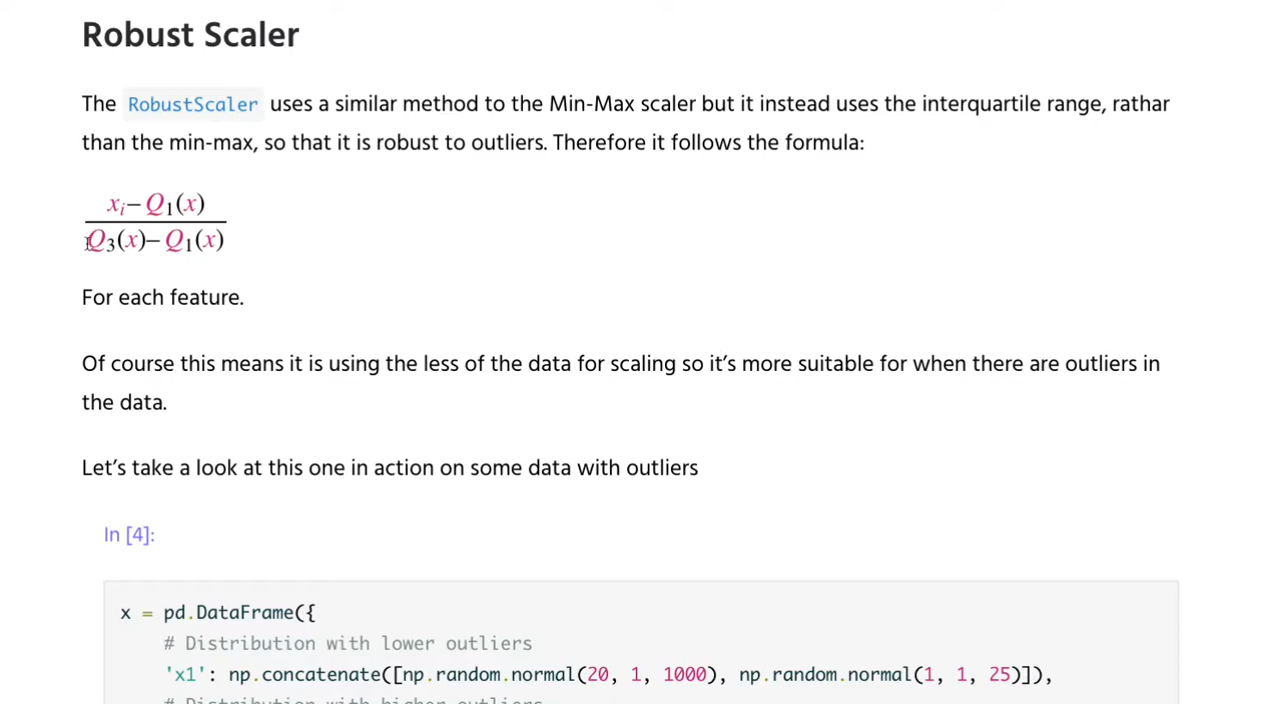 Robust Scaler
The RobustScaler uses a similar method to the Min-Max scaler but it instead uses the interquartile range, rathar
than the min-max, so that it is robust to outliers. Therefore it follows the formula:
xᵢ– Q₁(x)
Q₃(x)– Q₁(x)
For each feature.
Of course this means it is using the less of the data for scaling so it’s more suitable for when there are outliers in
the data.
Let’s take a look at this one in action on some data with outliers
In [4]:
x = pd.DataFrame({
# Distribution with lower outliers
'x1': np.concatenate([np.random.normal(20, 1, 1000), np.random.normal(1, 1, 25)]),
# Distribution with higher outliers